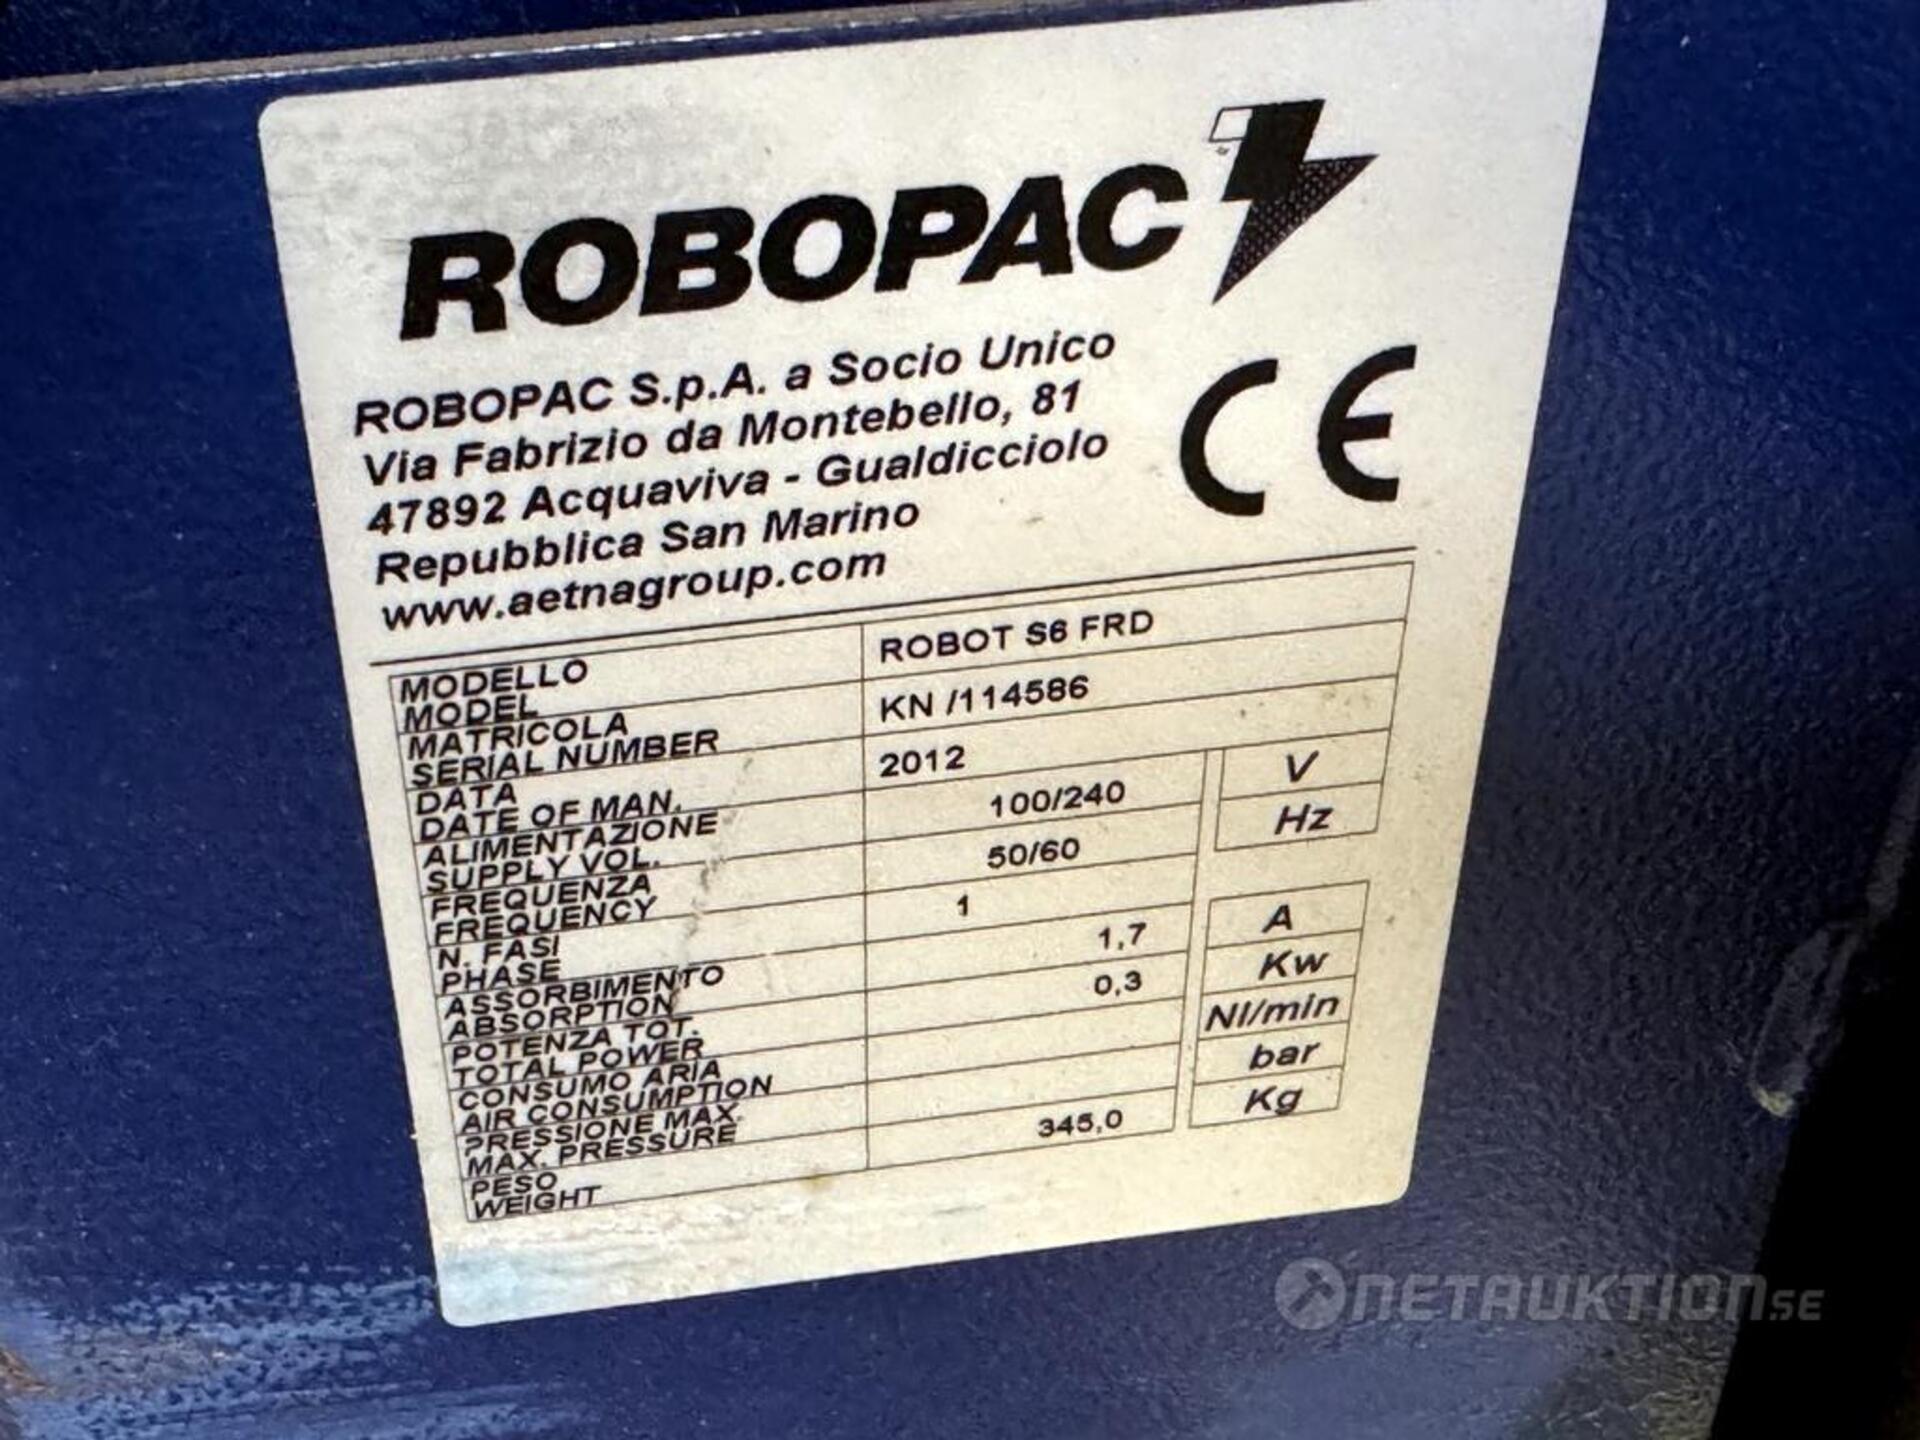 ROBOPAC
ROBOPAC S.p.A. a Socio Unico
Via Fabrizio da Montebello, 81
47892 Acquaviva - Gualdicciolo
Repubblica San Marino
www.aetnagroup.com
CE
MODELLO
MODEL
ROBOT S6 FRD
MATRICOLA
SERIAL NUMBER
KN /114586
DATA
DATE OF MAN.
2012
ALIMENTAZIONE
SUPPLY VOL.
100/240
V
FREQUENZA
FREQUENCY
50/60
Hz
N. FASI
PHASE
1
ASSORBIMENTO
ABSORPTION
1,7
A
POTENZA TOT.
TOTAL POWER
0,3
Kw
CONSUMO ARIA
AIR CONSUMPTION
Nl/min
PRESSIONE MAX.
MAX. PRESSURE
bar
PESO
WEIGHT
345,0
Kg
NETAUKTION.SE